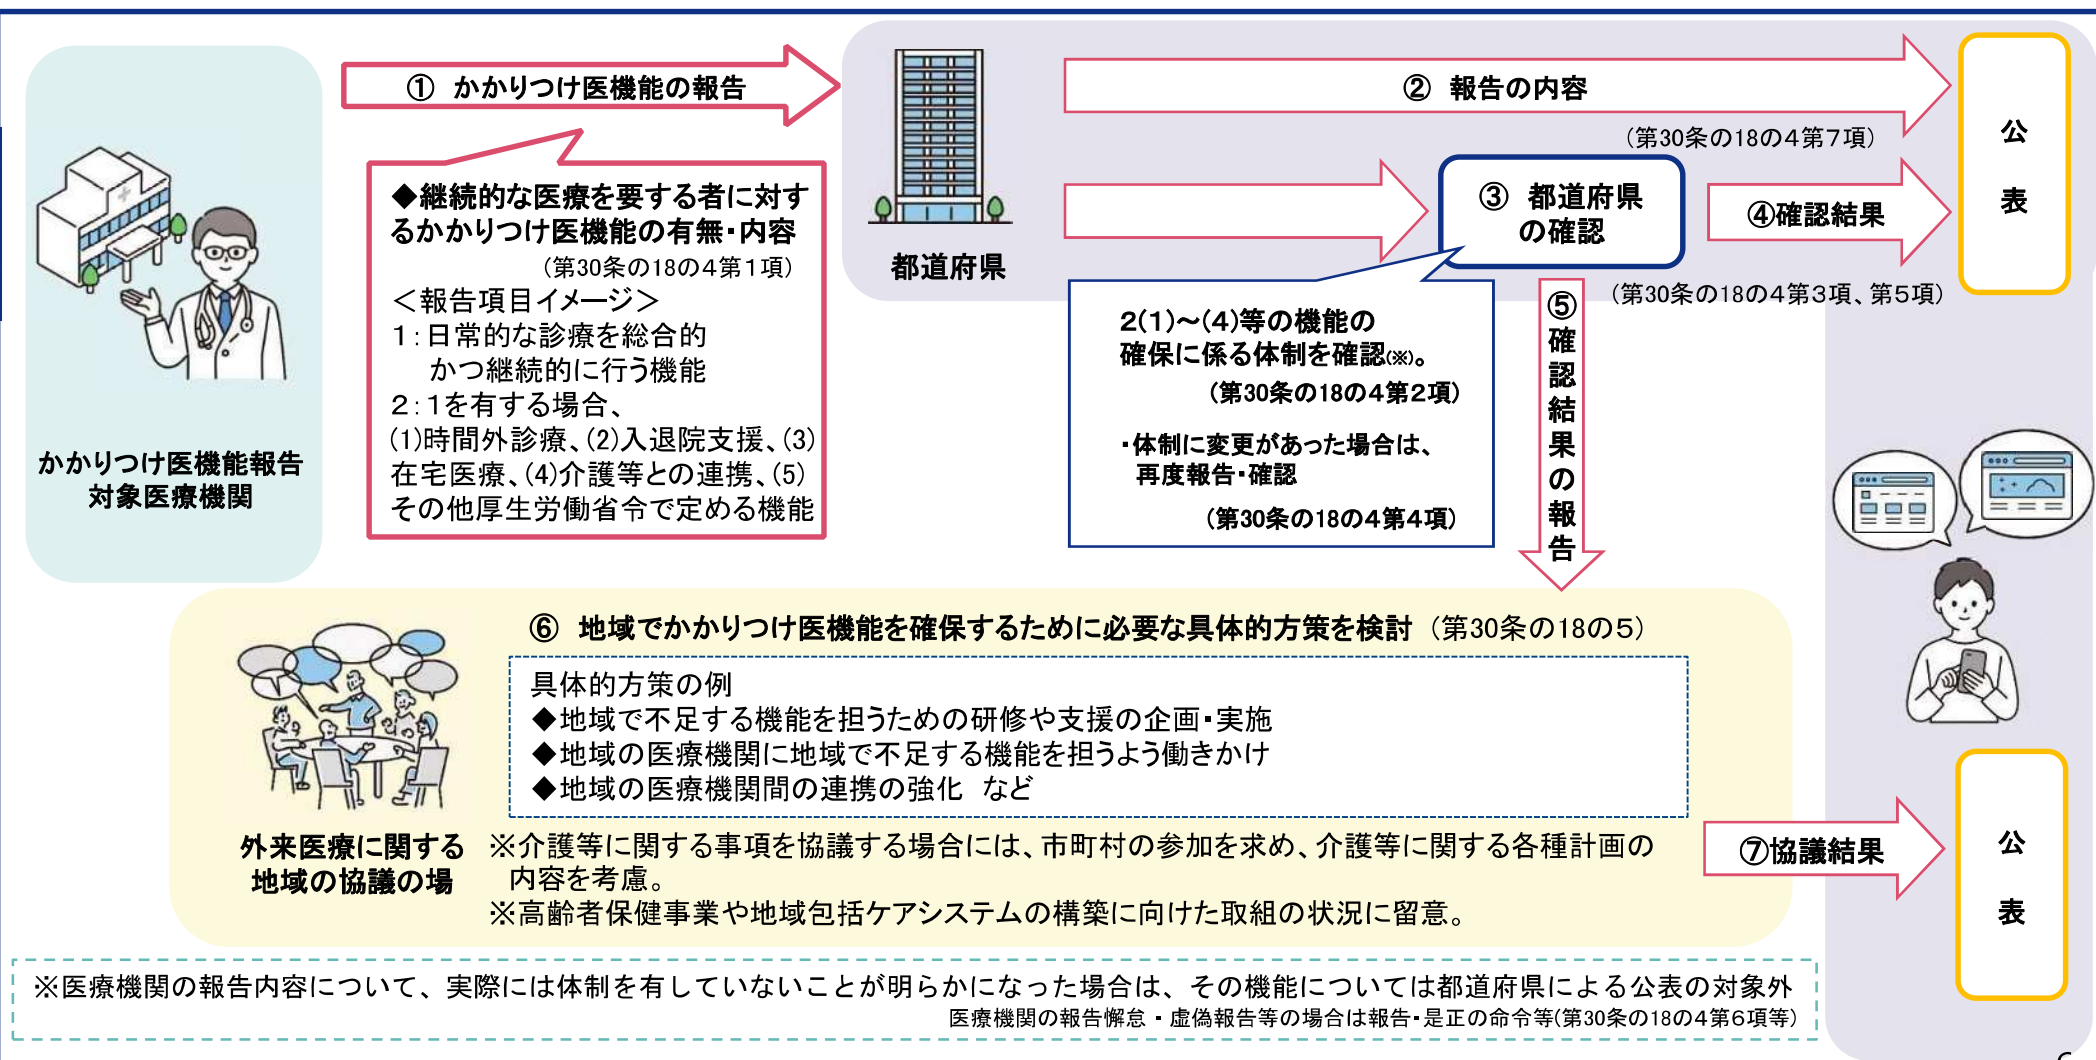 ① かかりつけ医機能の報告
② 報告の内容
(第30条の18の4第7項)
公
表
かかりつけ医機能報告
対象医療機関
◆継続的な医療を要する者に対す
るかかりつけ医機能の有無・内容
(第30条の18の4第1項)
＜報告項目イメージ＞
1：日常的な診療を総合的
かつ継続的に行う機能
2：1を有する場合、
(1)時間外診療、(2)入退院支援、(3)
在宅医療、(4)介護等との連携、(5)
その他厚生労働省令で定める機能
都道府県
③ 都道府県
の確認
④確認結果
(第30条の18の4第3項、第5項)
2(1)～(4)等の機能の
確保に係る体制を確認(※)。
(第30条の18の4第2項)
・体制に変更があった場合は、
再度報告・確認
(第30条の18の4第4項)
⑤確認結果の報告
⑥ 地域でかかりつけ医機能を確保するために必要な具体的方策を検討 (第30条の18の5)
具体的方策の例
◆地域で不足する機能を担うための研修や支援の企画・実施
◆地域の医療機関に地域で不足する機能を担うよう働きかけ
◆地域の医療機関間の連携の強化 など
外来医療に関する
地域の協議の場
※介護等に関する事項を協議する場合には、市町村の参加を求め、介護等に関する各種計画の
内容を考慮。
※高齢者保健事業や地域包括ケアシステムの構築に向けた取組の状況に留意。
⑦協議結果
公
表
※医療機関の報告内容について、実際には体制を有していないことが明らかになった場合は、その機能については都道府県による公表の対象外
医療機関の報告懈怠・虚偽報告等の場合は報告・是正の命令等(第30条の18の4第6項等)